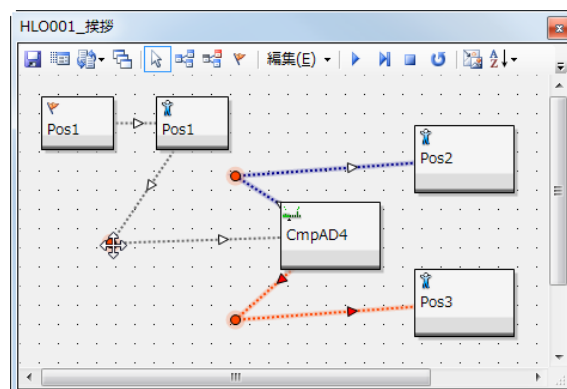 HLO001_挨拶
編集(E)
Pos1
Pos1
Pos2
CmpAD4
Pos3